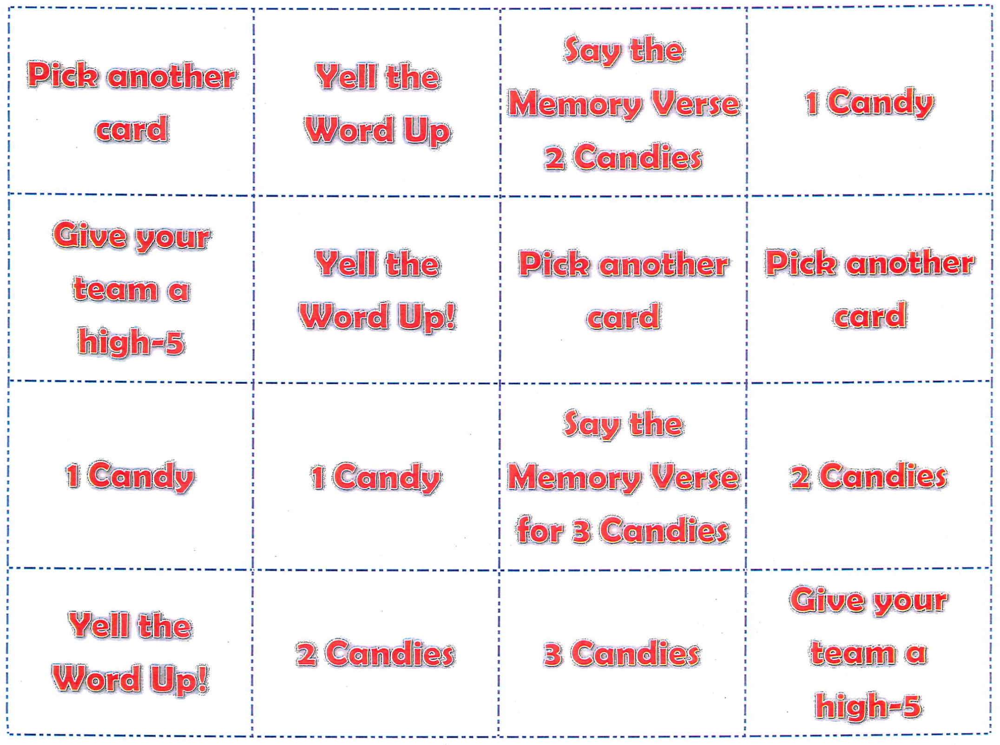 Pick another
card
Yell the
Word Up
Say the
Memory Verse
2 Candies
1 Candy
Give your
team a
high-5
Yell the
Word Up!
Pick another
card
Pick another
card
1 Candy
1 Candy
Say the
Memory Verse
for 3 Candies
2 Candies
Yell the
Word Up!
2 Candies
3 Candies
Give your
team a
high-5